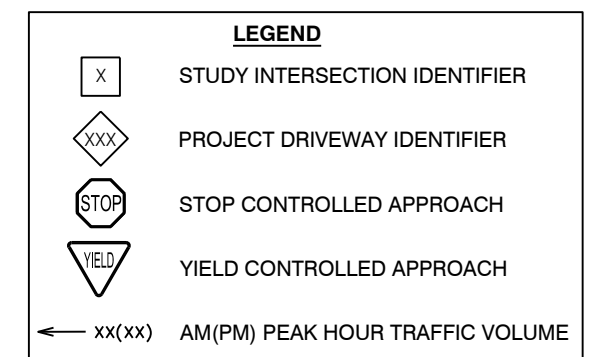 LEGEND
X STUDY INTERSECTION IDENTIFIER
XXX PROJECT DRIVEWAY IDENTIFIER
STOP STOP CONTROLLED APPROACH
YIELD YIELD CONTROLLED APPROACH
xx(xx) AM(PM) PEAK HOUR TRAFFIC VOLUME